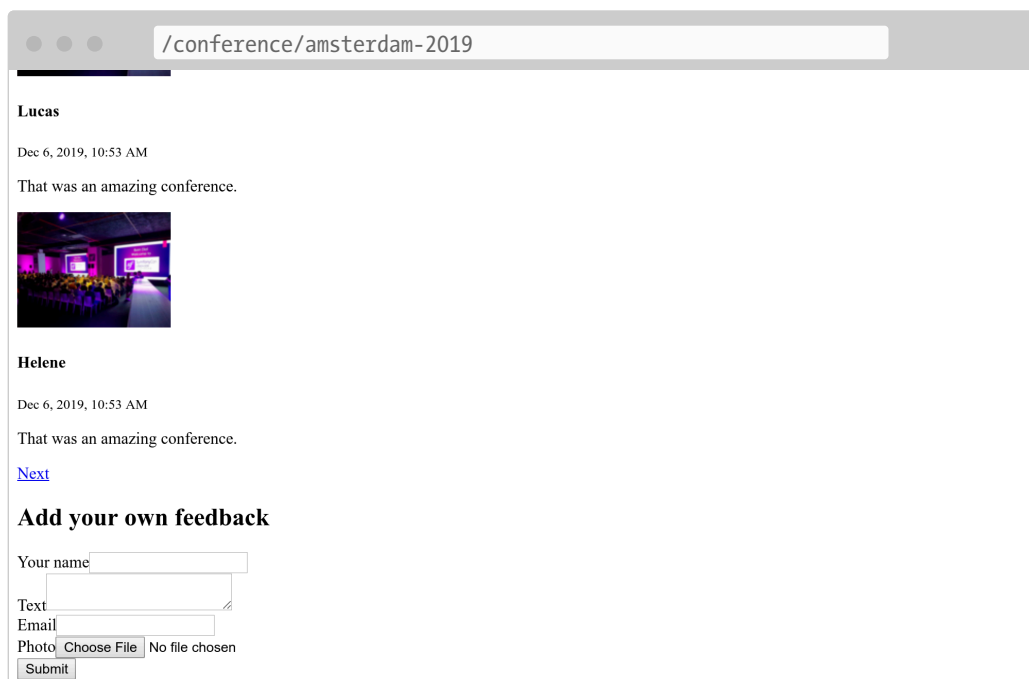 /conference/amsterdam-2019
Lucas
Dec 6, 2019, 10:53 AM
That was an amazing conference.
Helene
Dec 6, 2019, 10:53 AM
That was an amazing conference.
Next
Add your own feedback
Your name
Text
Email
Photo Choose File No file chosen
Submit